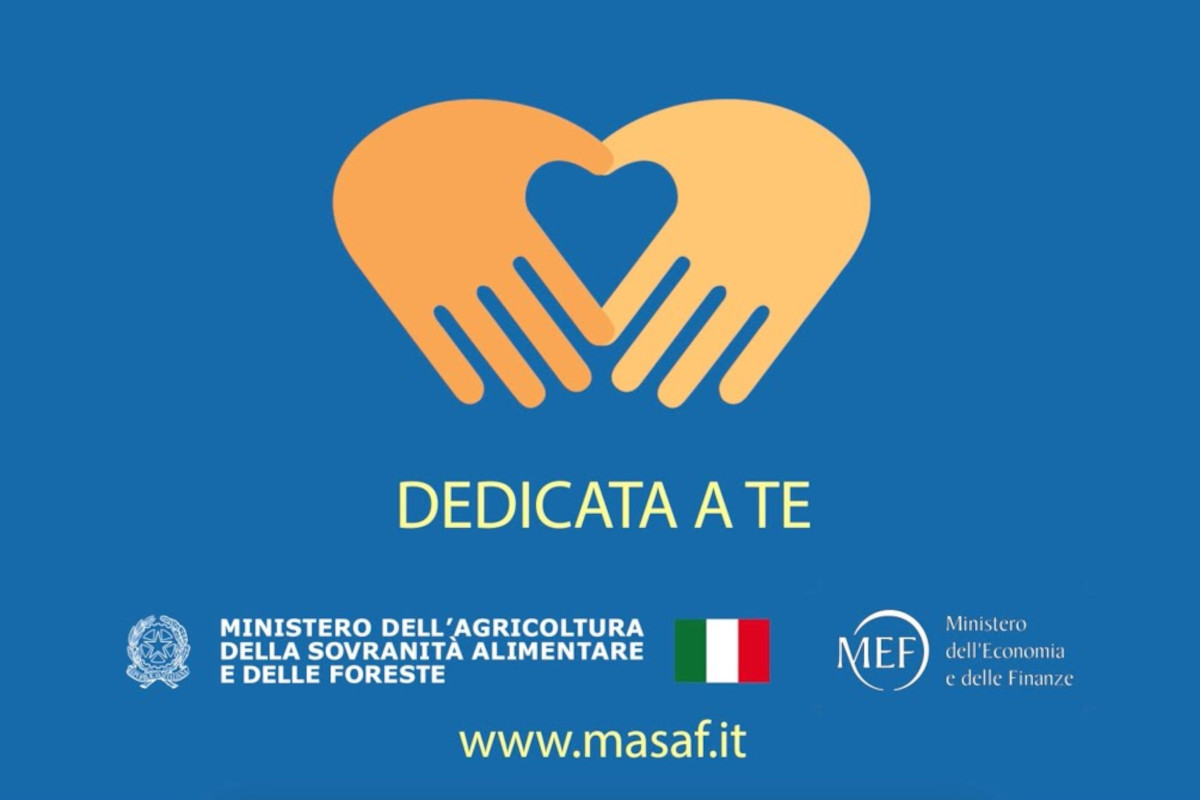 DEDICATA A TE
MINISTERO DELL'AGRICOLTURA
DELLA SOVRANITÀ ALIMENTARE
E DELLE FORESTE
MEF
Ministero
dell'Economia
e delle Finanze
www.masaf.it